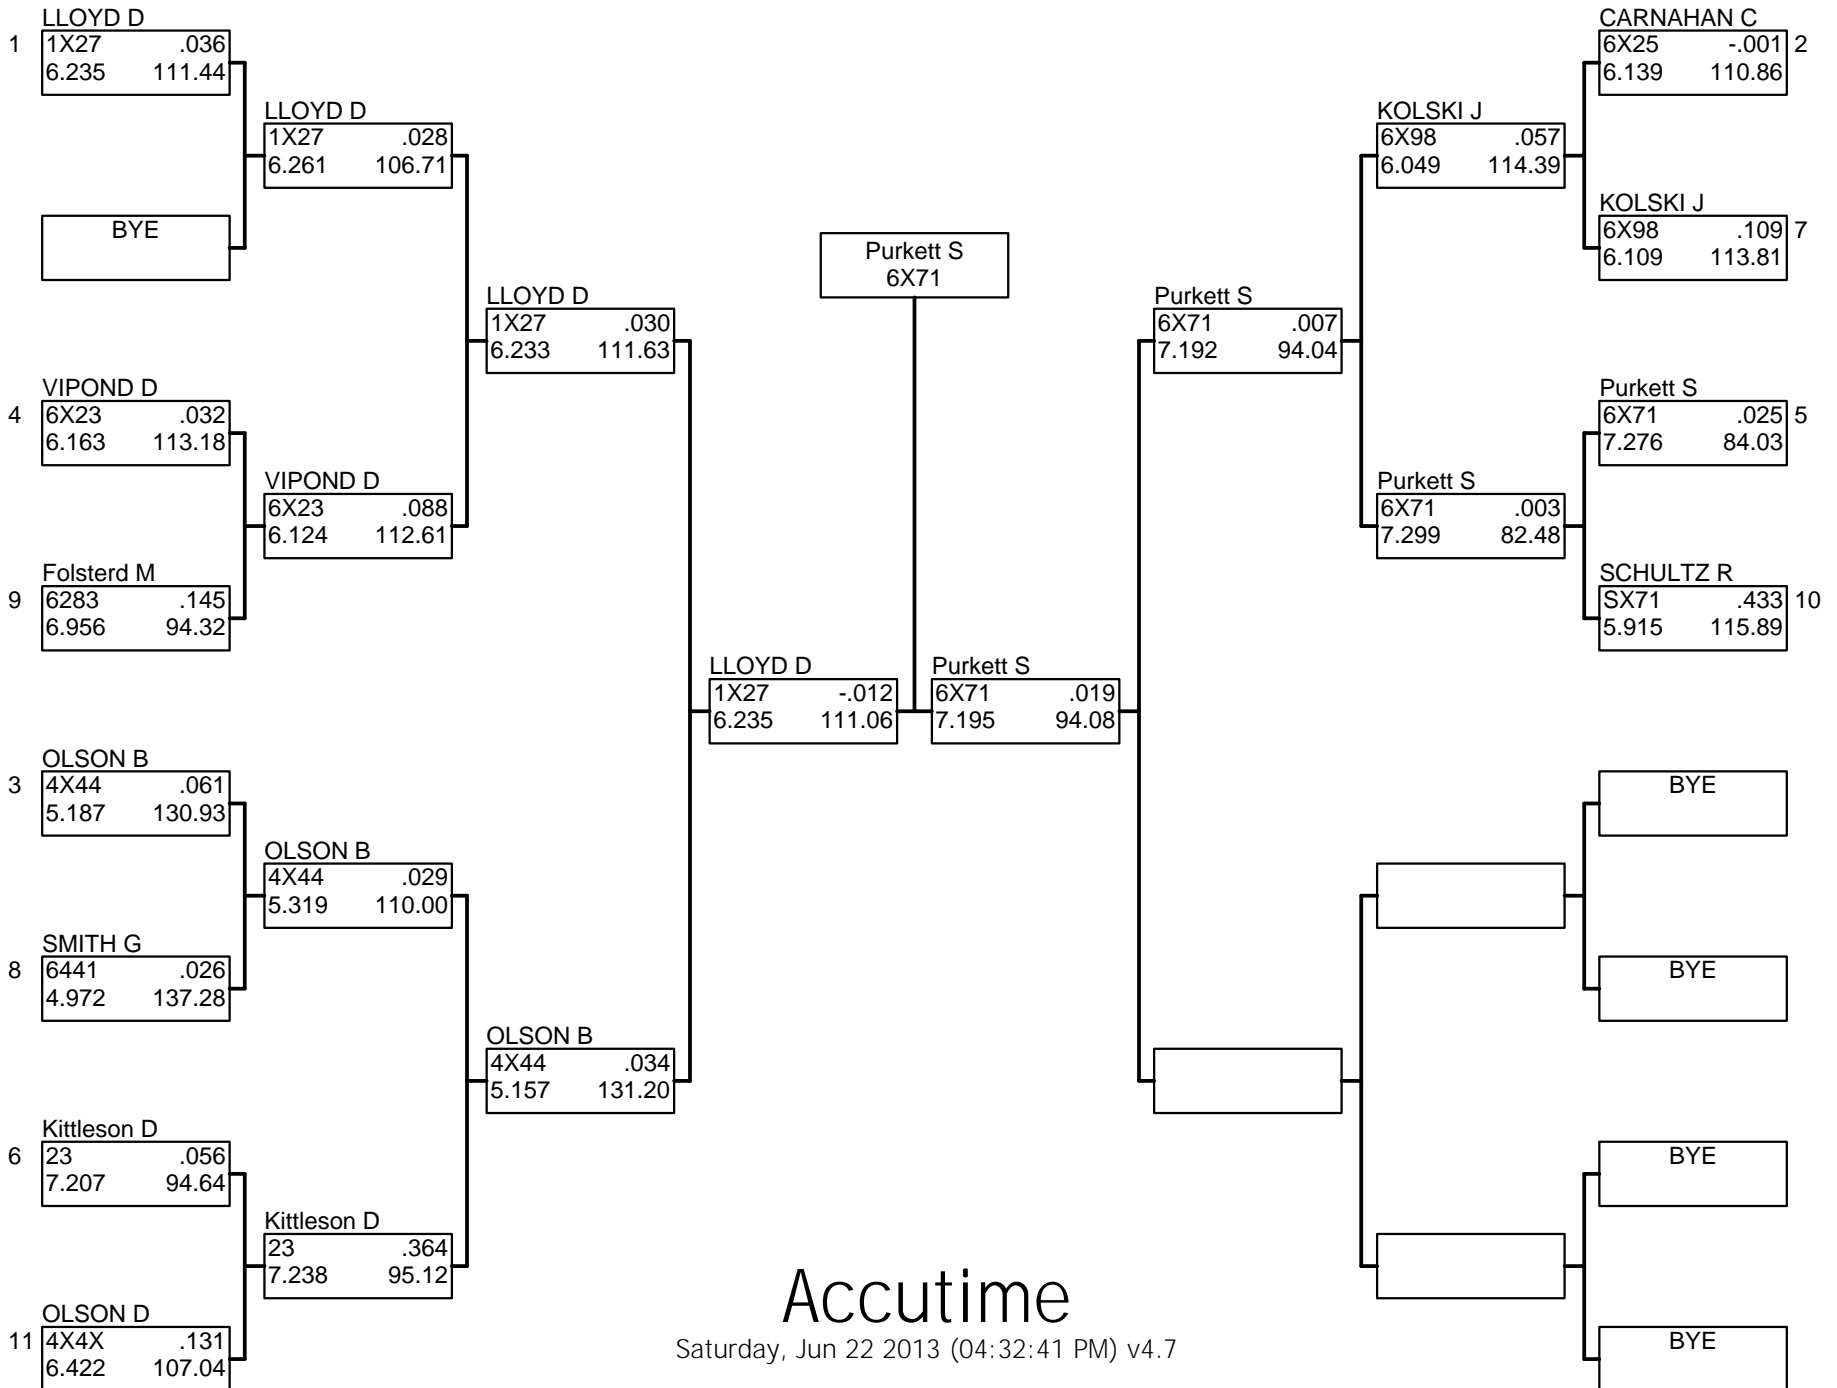 LLOYD D
1 1X27 .036
6.235 111.44
BYE
VIPOND D
4 6X23 .032
6.163 113.18
Folsterd M
9 6283 .145
6.956 94.32
OLSON B
3 4X44 .061
5.187 130.93
SMITH G
8 6441 .026
4.972 137.28
Kittleson D
6 23 .056
7.207 94.64
OLSON D
11 4X4X .131
6.422 107.04
LLOYD D
1X27 .028
6.261 106.71
VIPOND D
6X23 .088
6.124 112.61
OLSON B
4X44 .029
5.319 110.00
Kittleson D
23 .364
7.238 95.12
LLOYD D
1X27 .030
6.233 111.63
OLSON B
4X44 .034
5.157 131.20
LLOYD D
1X27 -.012
6.235 111.06
Purkett S
6X71
Purkett S
6X71 .019
7.195 94.08
Purkett S
6X71 .007
7.192 94.04
KOLSKI J
6X98 .057
6.049 114.39
Purkett S
6X71 .003
7.299 82.48
CARNAHAN C
6X25 -.001 2
6.139 110.86
KOLSKI J
6X98 .109 7
6.109 113.81
Purkett S
6X71 .025 5
7.276 84.03
SCHULTZ R
SX71 .433 10
5.915 115.89
BYE
BYE
BYE
BYE
Accutime
Saturday, Jun 22 2013 (04:32:41 PM) v4.7